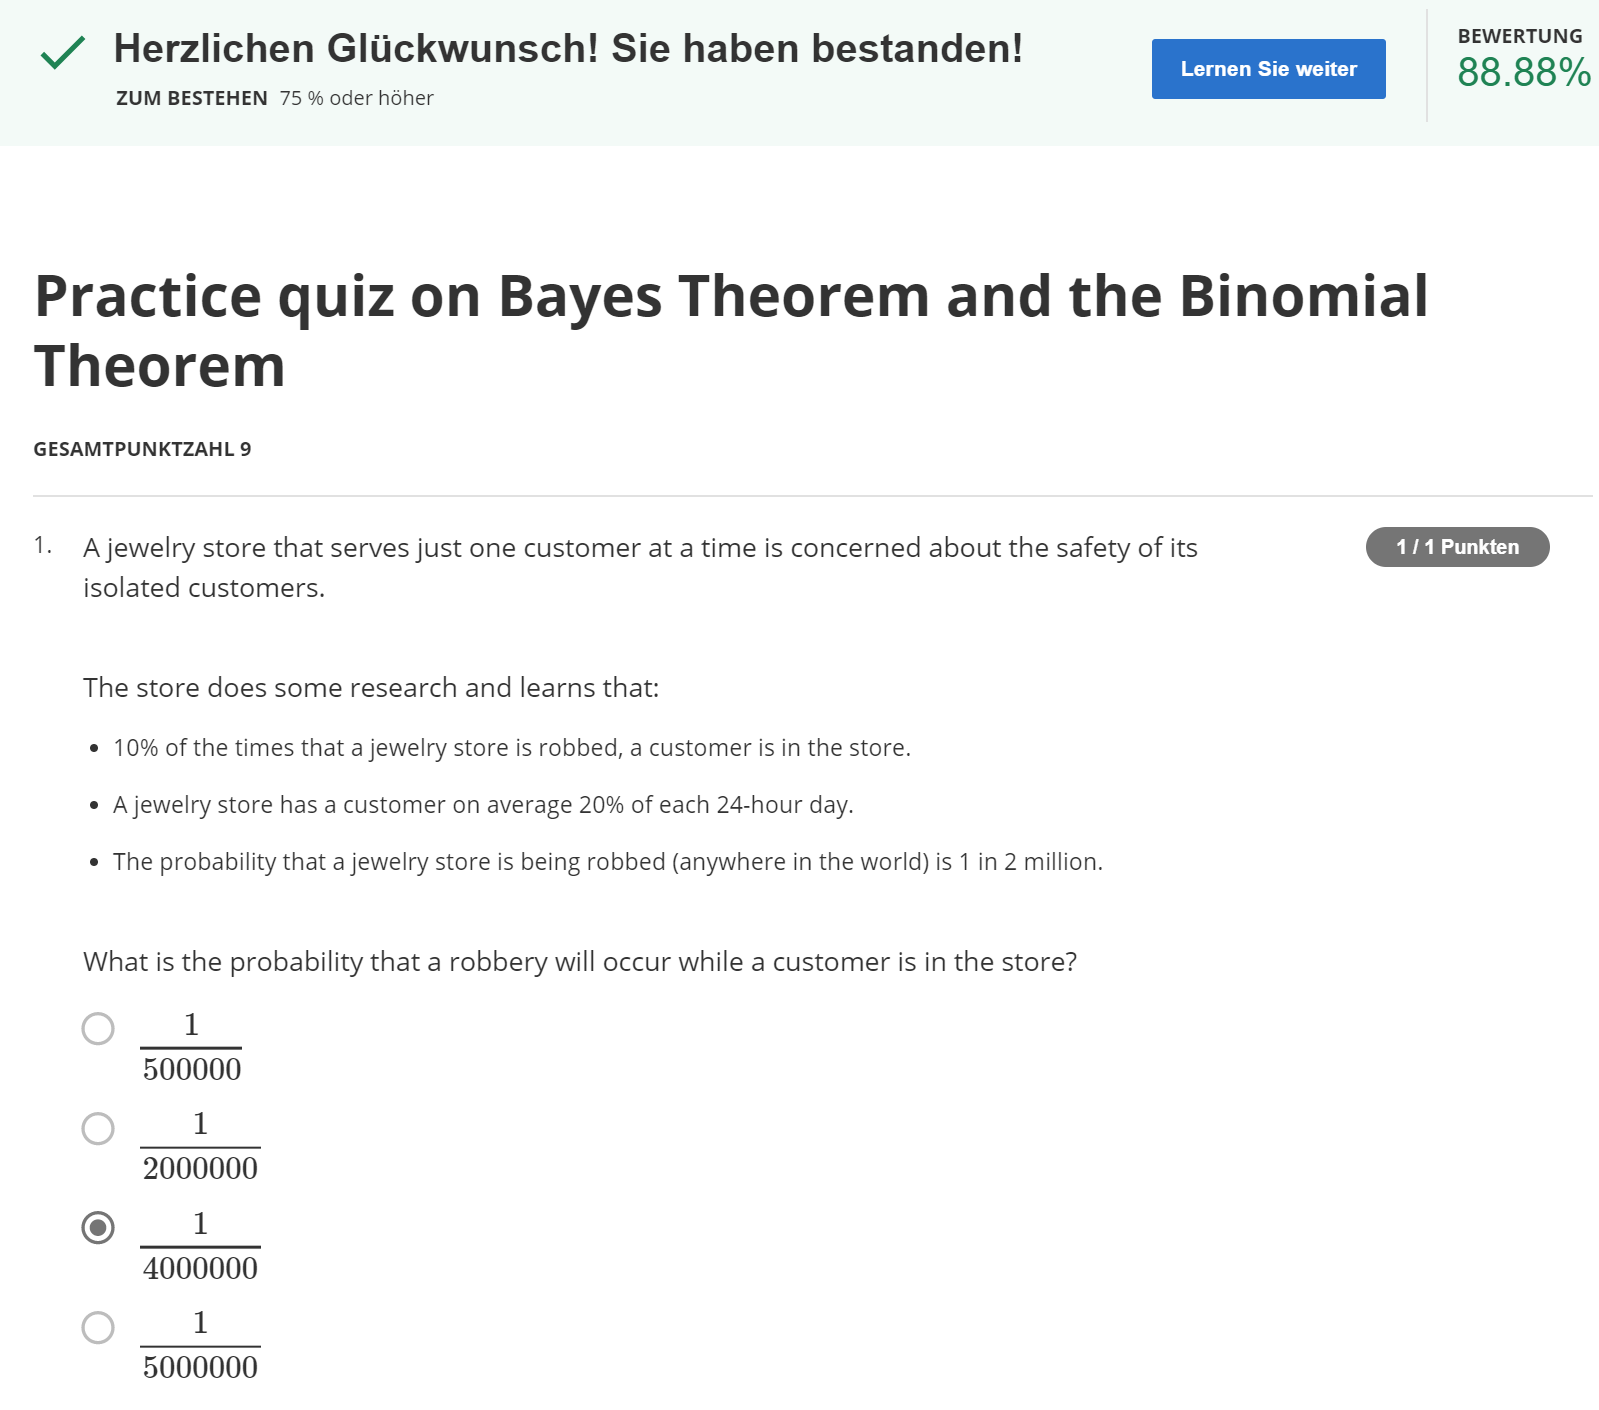 Herzlichen Glückwunsch! Sie haben bestanden!
ZUM BESTEHEN 75 % oder höher
Lernen Sie weiter
BEWERTUNG
88.88%
Practice quiz on Bayes Theorem and the Binomial
Theorem
GESAMTPUNKTZAHL 9
1. A jewelry store that serves just one customer at a time is concerned about the safety of its
isolated customers.
1 / 1 Punkten
The store does some research and learns that:
• 10% of the times that a jewelry store is robbed, a customer is in the store.
• A jewelry store has a customer on average 20% of each 24-hour day.
• The probability that a jewelry store is being robbed (anywhere in the world) is 1 in 2 million.
What is the probability that a robbery will occur while a customer is in the store?
1
500000
1
2000000
1
4000000
1
5000000